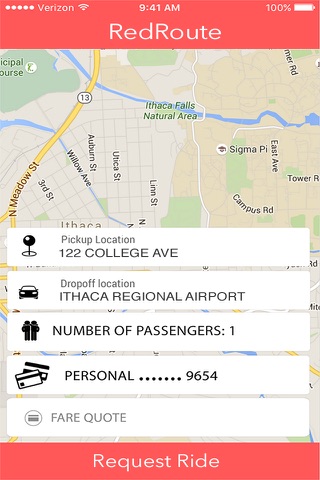 Verizon 9:41 AM 100%
RedRoute
Ithaca Falls
Natural Area
13
Sigma Pi
N Meadow St
Willow Ave
Auburn St
Utica St
3rd St
Linn St
East Ave
Campus Rd
Tower R
Ithaca
Pickup Location
122 COLLEGE AVE
Dropoff location
ITHACA REGIONAL AIRPORT
NUMBER OF PASSENGERS: 1
PERSONAL ....... 9654
FARE QUOTE
Request Ride